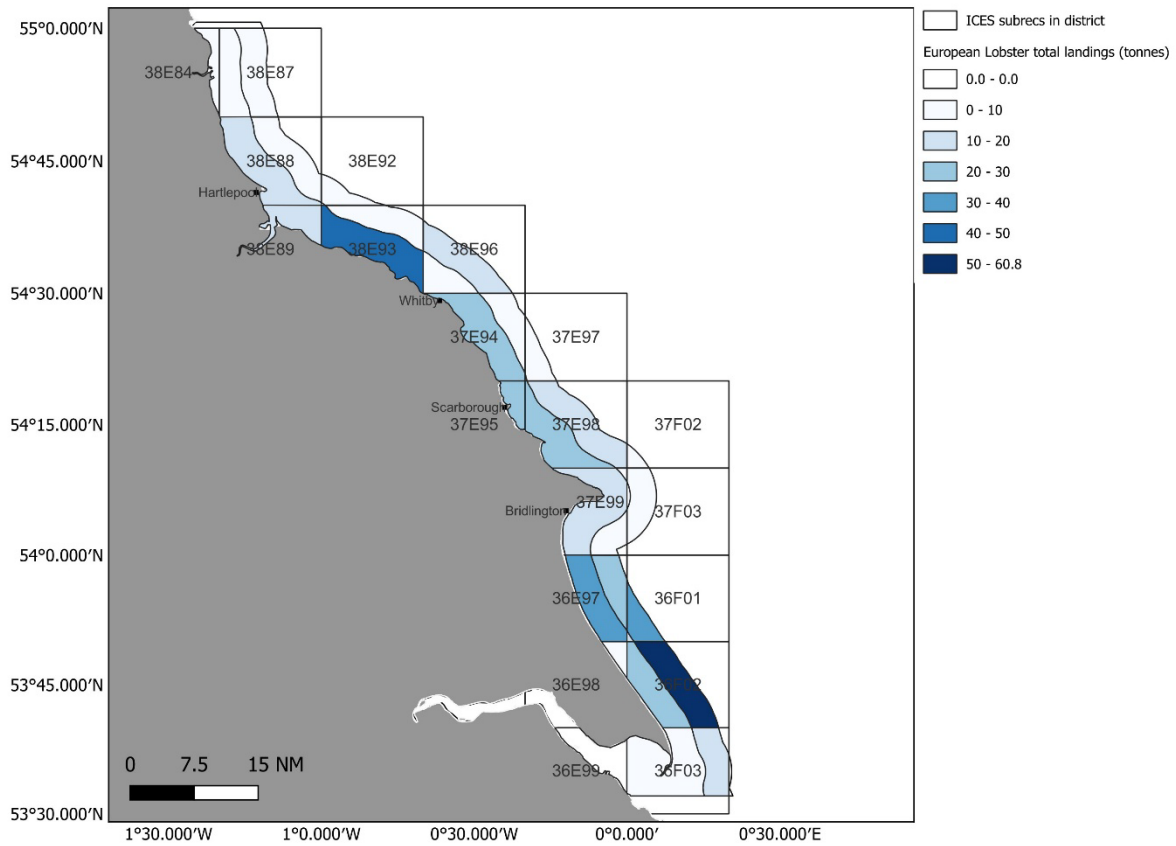 55°0.000′N
54°45.000′N
54°30.000′N
54°15.000′N
54°0.000′N
53°45.000′N
53°30.000′N
38E84
38E87
38E88
38E92
Hartlepool
38E89
38E93
38E96
Whitby
37E94
37E97
Scarborough
37E95
37E98
37F02
37E99
Bridlington
37F03
36E97
36F01
36E98
36F02
36E99
36F03
0 7.5 15 NM
1°30.000′W 1°0.000′W 0°30.000′W 0°0.000′ 0°30.000′E
ICES subrecs in district
European Lobster total landings (tonnes)
0.0 - 0.0
0 - 10
10 - 20
20 - 30
30 - 40
40 - 50
50 - 60.8